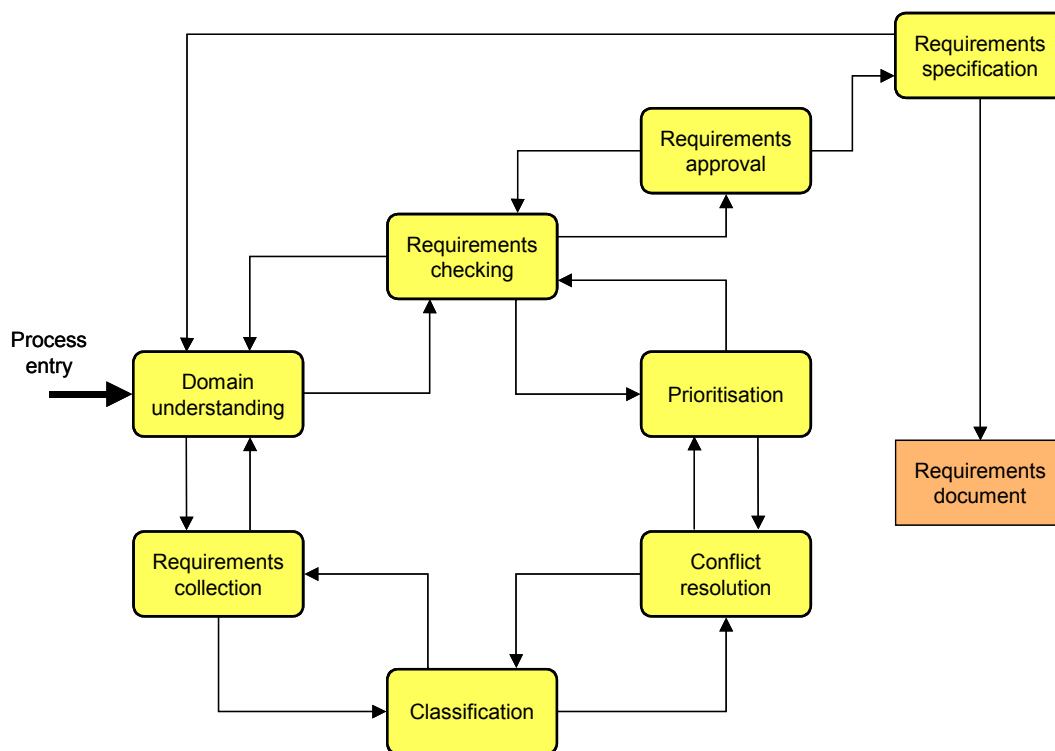 Requirements
specification
Requirements
approval
Requirements
checking
Process
entry
Domain
understanding
Prioritisation
Requirements
document
Requirements
collection
Conflict
resolution
Classification